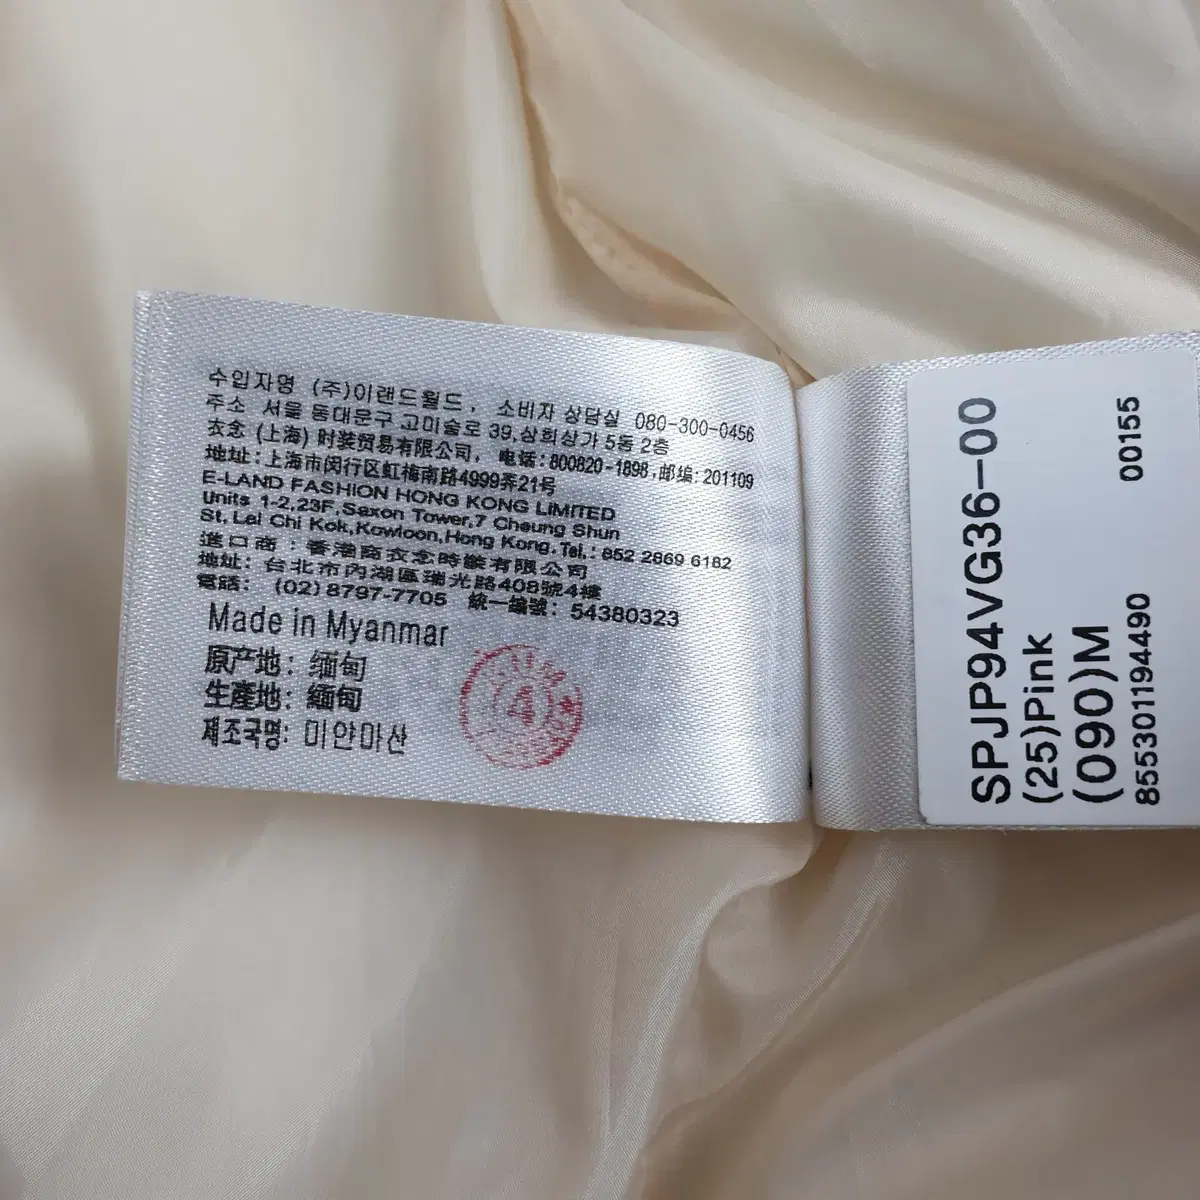 수입자명 (주)이랜드월드, 소비자 상담실 080-300-0456
주소 서울 동대문구 고미술로 39,삼희상가 5동 2층
衣念 (上海) 时装贸易有限公司, 电话:800820-1898,邮编:201109
地址:上海市闵行区虹梅南路4999弄21号
E-LAND FASHION HONG KONG LIMITED
Units 1-2,23F,Saxon Tower,7 Cheung Shun
St,Lai Chi Kok,Kowloon,Hong Kong.Tel.: 852 2869 6182
進口商：香港商衣念時裝有限公司
地址: 台北市內湖區瑞光路408號4樓
電話: (02)8797-7705 統一編號: 54380323
Made in Myanmar
原产地: 缅甸
生產地: 緬甸
제조국명: 미얀마산
4
SPJP94VG36-00 00155
(25)Pink
(090)M
8553011944490